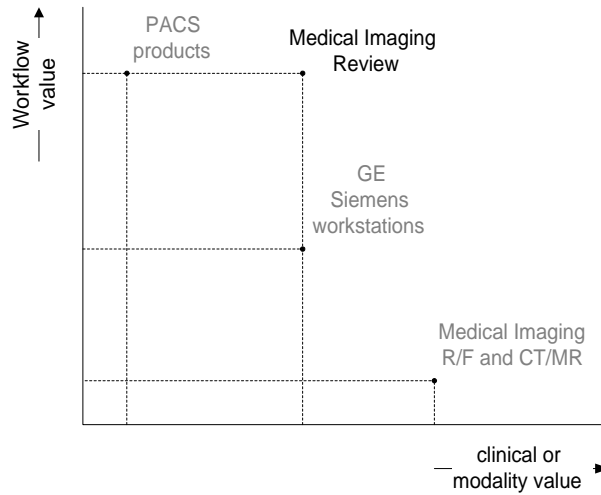 Workflow
value
PACS
products
Medical Imaging
Review
GE
Siemens
workstations
Medical Imaging
R/F and CT/MR
clinical or
modality value